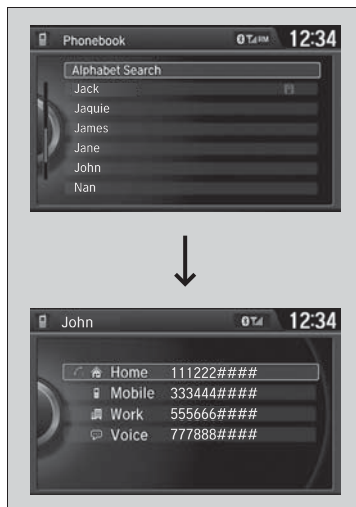 Phonebook 12:34
Alphabet Search
Jack
Jaquie
James
Jane
John
Nan
John 12:34
Home 111222####
Mobile 333444####
Work 555666####
Voice 777888####